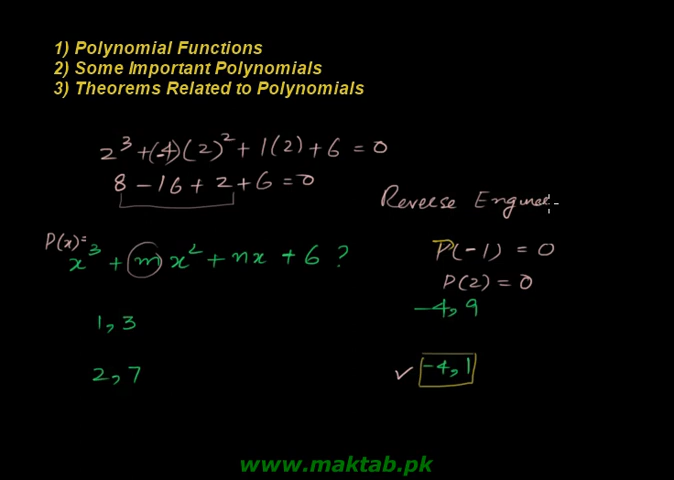 1) Polynomial Functions
2) Some Important Polynomials
3) Theorems Related to Polynomials
2³ + (-4)(2)² + 1(2) + 6 = 0
8 - 16 + 2 + 6 = 0
Reverse Enginee
P(x) =
x³ + m x² + nx + 6 ?
P(-1) = 0
P(2) = 0
1, 3
-4, 9
2, 7
✓ -4, 1
www.maktab.pk